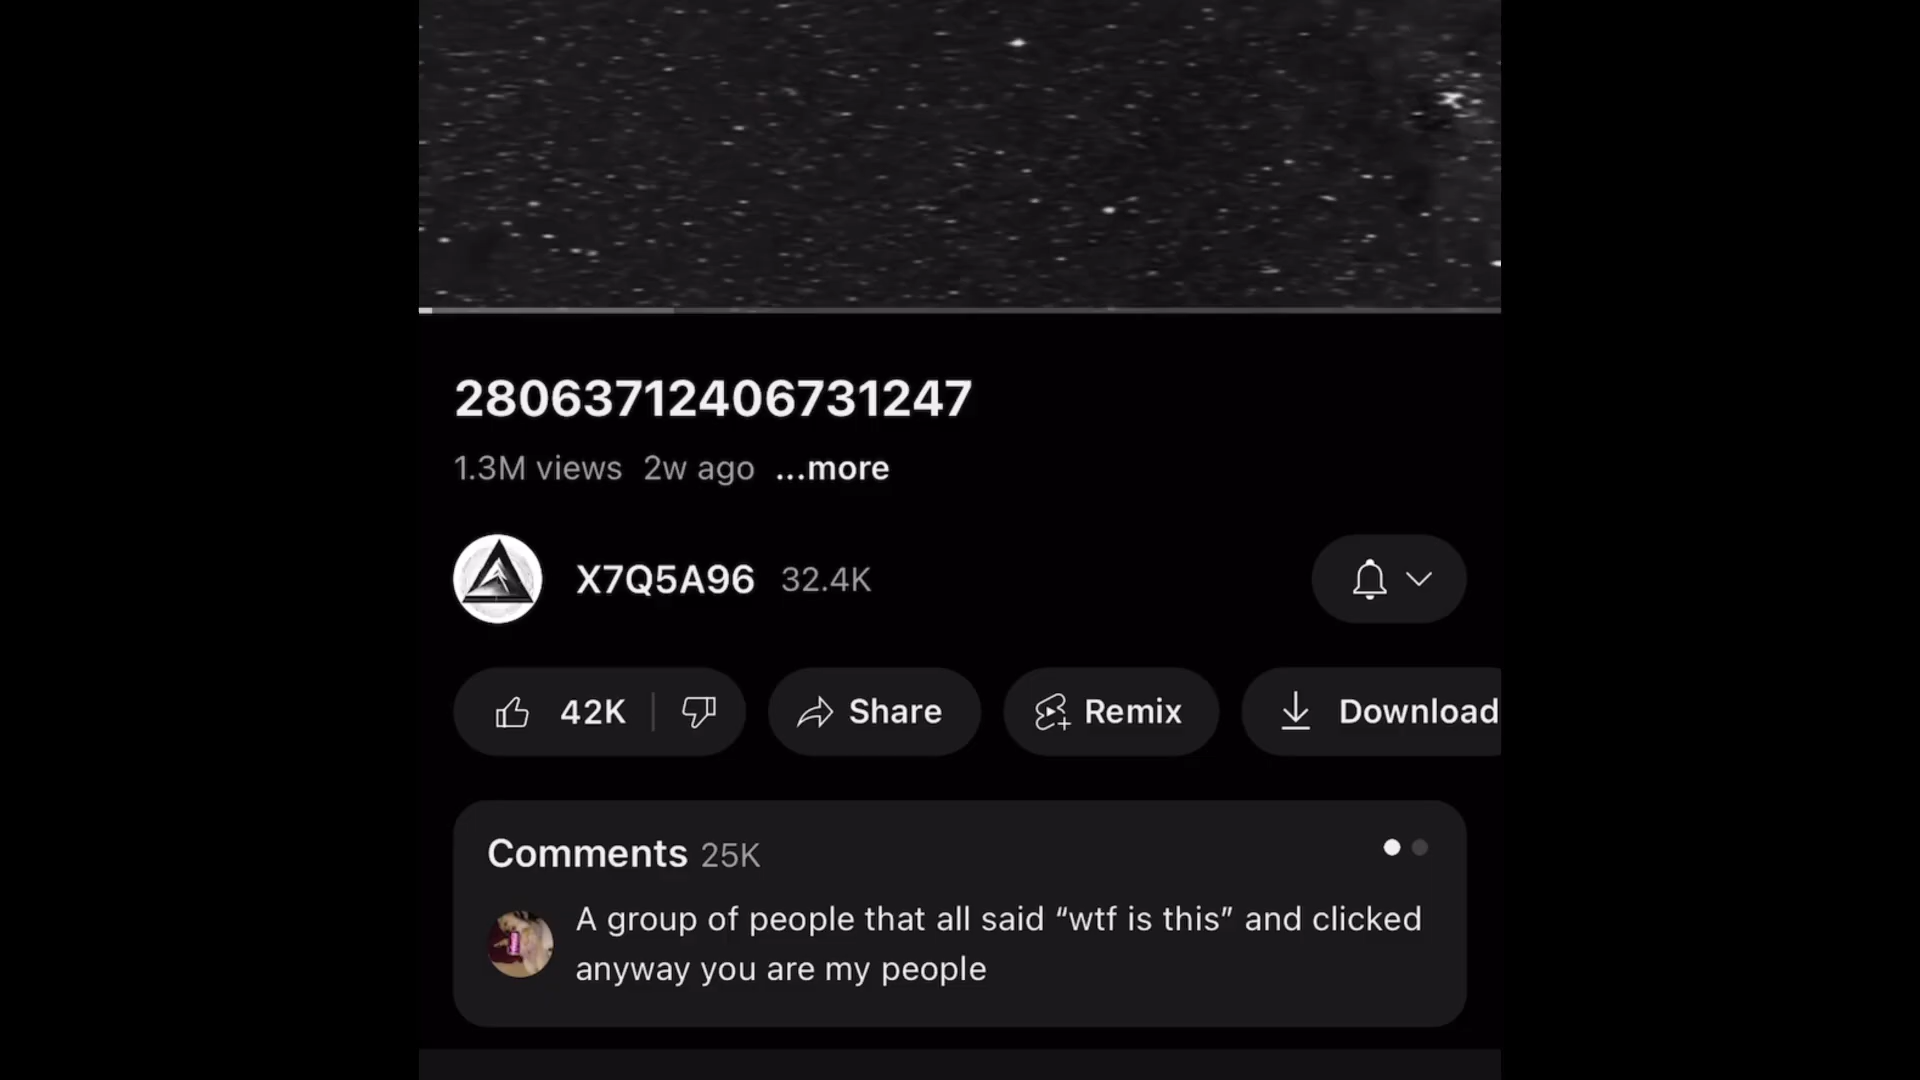 28063712406731247
1.3M views 2w ago ...more
X7Q5A96 32.4K
42K Share Remix Download
Comments 25K
A group of people that all said “wtf is this” and clicked
anyway you are my people